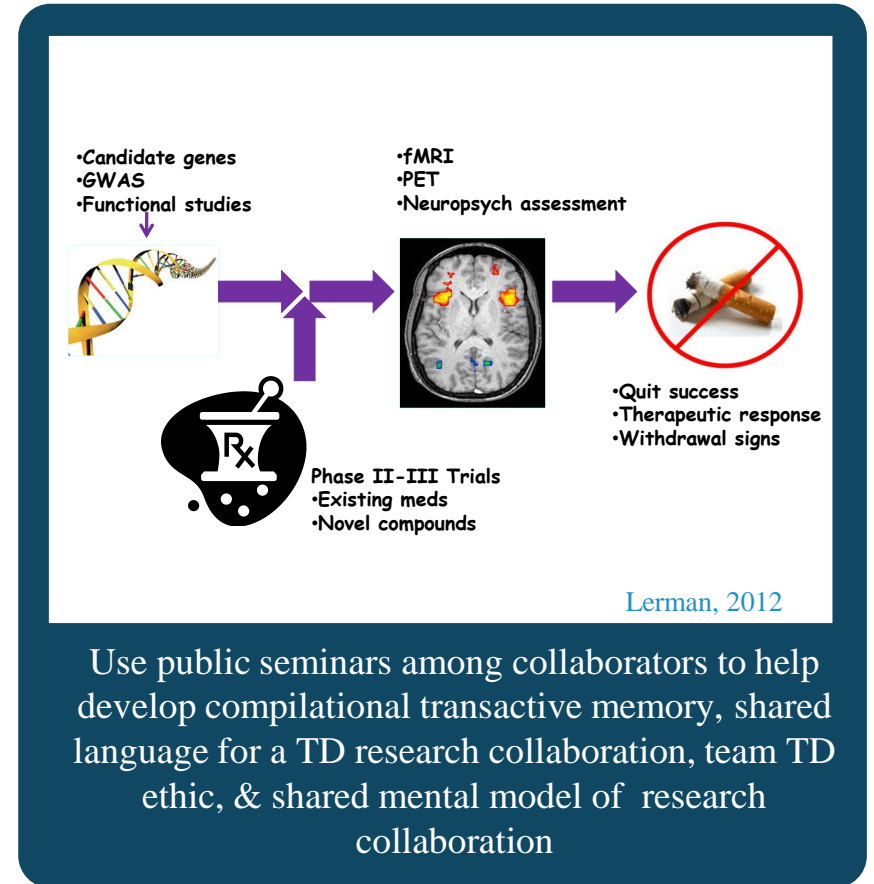 •Candidate genes
•GWAS
•Functional studies
•fMRI
•PET
•Neuropsych assessment
Rx
Phase II-III Trials
•Existing meds
•Novel compounds
•Quit success
•Therapeutic response
•Withdrawal signs
Lerman, 2012
Use public seminars among collaborators to help
develop compilational transactive memory, shared
language for a TD research collaboration, team TD
ethic, & shared mental model of research
collaboration